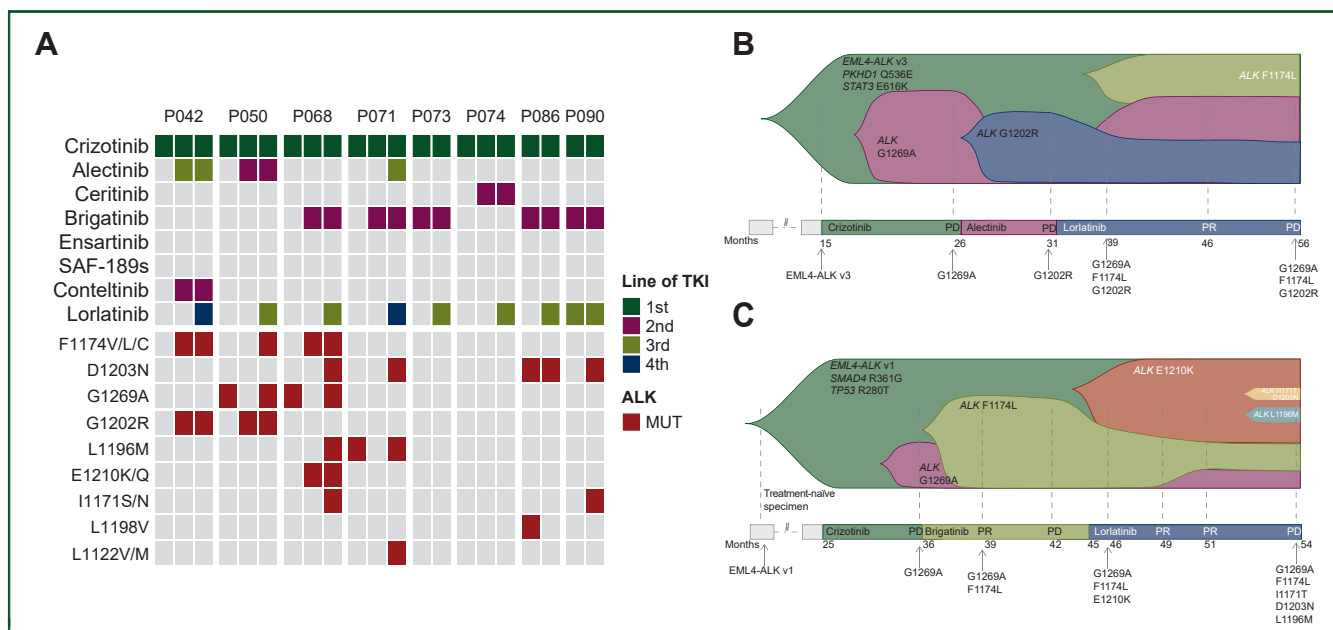 A
P042 P050 P068 P071 P073 P074 P086 P090
Crizotinib
Alectinib
Ceritinib
Brigatinib
Ensartinib
SAF-189s
Conteltinib
Lorlatinib
F1174V/L/C
D1203N
G1269A
G1202R
L1196M
E1210K/Q
I1171S/N
L1198V
L1122V/M
Line of TKI
1st
2nd
3rd
4th
ALK
MUT
B
EML4-ALK v3
PKHD1 Q536E
STAT3 E616K
ALK
G1269A
ALK G1202R
ALK F1174L
Months // Crizotinib PD Alectinib PD Lorlatinib PR PD
15 26 31 39 46 56
EML4-ALK v3
G1269A
G1202R
G1269A
F1174L
G1202R
G1269A
F1174L
G1202R
C
EML4-ALK v1
SMAD4 R361G
TP53 R280T
ALK F1174L
ALK
G1269A
ALK E1210K
ALK I1171T
D1203N
ALK L1196M
Treatment-naïve
specimen
Months // Crizotinib PD Brigatinib PR PD Lorlatinib PR PR PD
25 36 39 42 45 46 49 51 54
EML4-ALK v1
G1269A
G1269A
F1174L
G1269A
F1174L
E1210K
G1269A
F1174L
I1171T
D1203N
L1196M